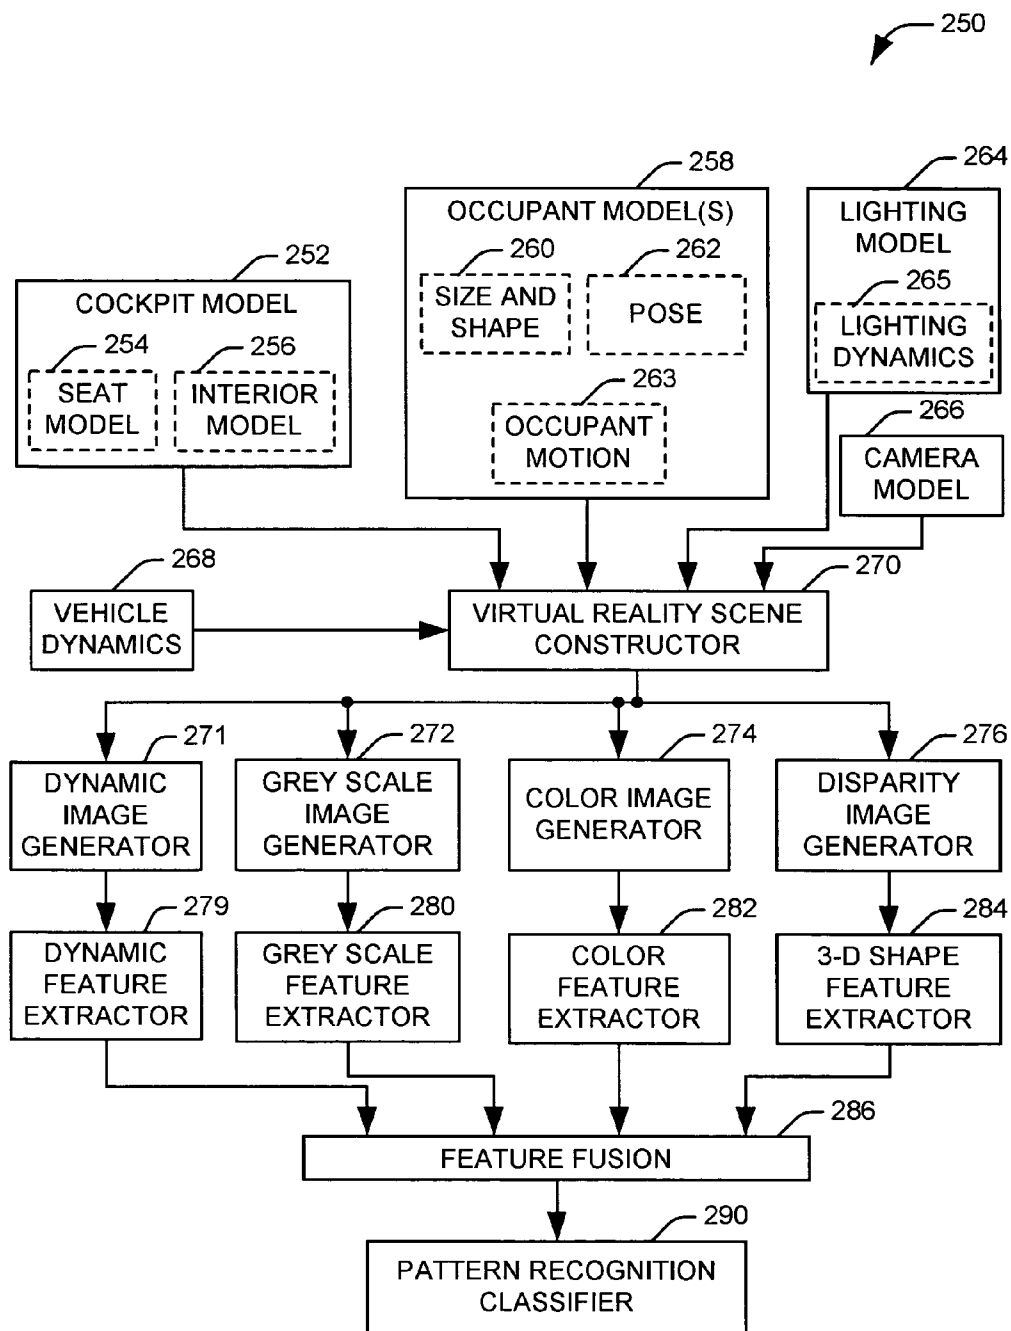 250
258
264
OCCUPANT MODEL(S)
LIGHTING
MODEL
252
260
262
265
COCKPIT MODEL
SIZE AND
SHAPE
POSE
LIGHTING
DYNAMICS
254
256
263
SEAT
MODEL
INTERIOR
MODEL
OCCUPANT
MOTION
266
CAMERA
MODEL
268
270
VEHICLE
DYNAMICS
VIRTUAL REALITY SCENE
CONSTRUCTOR
271
272
274
276
DYNAMIC
IMAGE
GENERATOR
GREY SCALE
IMAGE
GENERATOR
COLOR IMAGE
GENERATOR
DISPARITY
IMAGE
GENERATOR
279
280
282
284
DYNAMIC
FEATURE
EXTRACTOR
GREY SCALE
FEATURE
EXTRACTOR
COLOR
FEATURE
EXTRACTOR
3-D SHAPE
FEATURE
EXTRACTOR
286
FEATURE FUSION
290
PATTERN RECOGNITION
CLASSIFIER